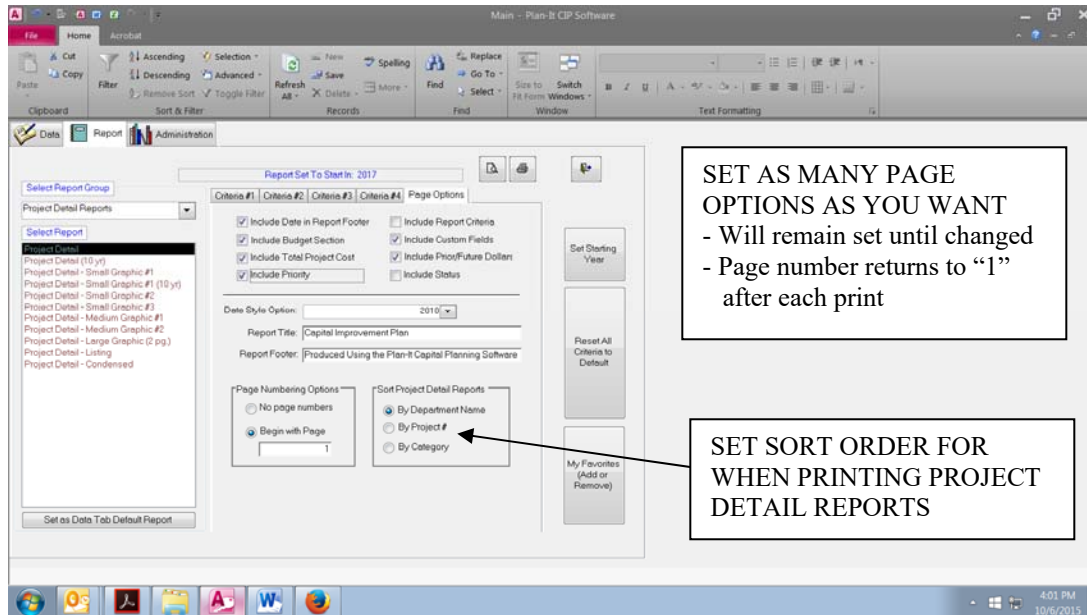 Main - Plan-It CIP Software
File Home Acrobat
Paste
Cut
Copy
Clipboard
Filter
Ascending
Descending
Remove Sort
Selection
Advanced
Toggle Filter
Sort & Filter
Refresh All
New
Save
Delete
Spelling
More
Records
Find
Replace
Go To
Select
Find
Size to Fit Form
Switch Windows
Window
B I U A
Text Formatting
Data Report Administration
Report Set To Start In: 2017
Select Report Group
Project Detail Reports
Select Report
Project Detail
Project Detail (10 yr)
Project Detail - Small Graphic #1
Project Detail - Small Graphic #1 (10 yr)
Project Detail - Small Graphic #2
Project Detail - Small Graphic #3
Project Detail - Medium Graphic #1
Project Detail - Medium Graphic #2
Project Detail - Large Graphic (2 pg.)
Project Detail - Listing
Project Detail - Condensed
Set as Data Tab Default Report
Criteria #1 Criteria #2 Criteria #3 Criteria #4 Page Options
Include Date in Report Footer Include Report Criteria
Include Budget Section Include Custom Fields
Include Total Project Cost Include Prior/Future Dollars
Include Priority Include Status
Date Style Option: 2010
Report Title: Capital Improvement Plan
Report Footer: Produced Using the Plan-It Capital Planning Software
Page Numbering Options
No page numbers
Begin with Page
1
Sort Project Detail Reports
By Department Name
By Project #
By Category
Set Starting
Year
Reset All
Criteria to
Default
My Favorites
(Add or
Remove)
SET AS MANY PAGE
OPTIONS AS YOU WANT
- Will remain set until changed
- Page number returns to “1”
after each print
SET SORT ORDER FOR
WHEN PRINTING PROJECT
DETAIL REPORTS
4:01 PM
10/6/2015